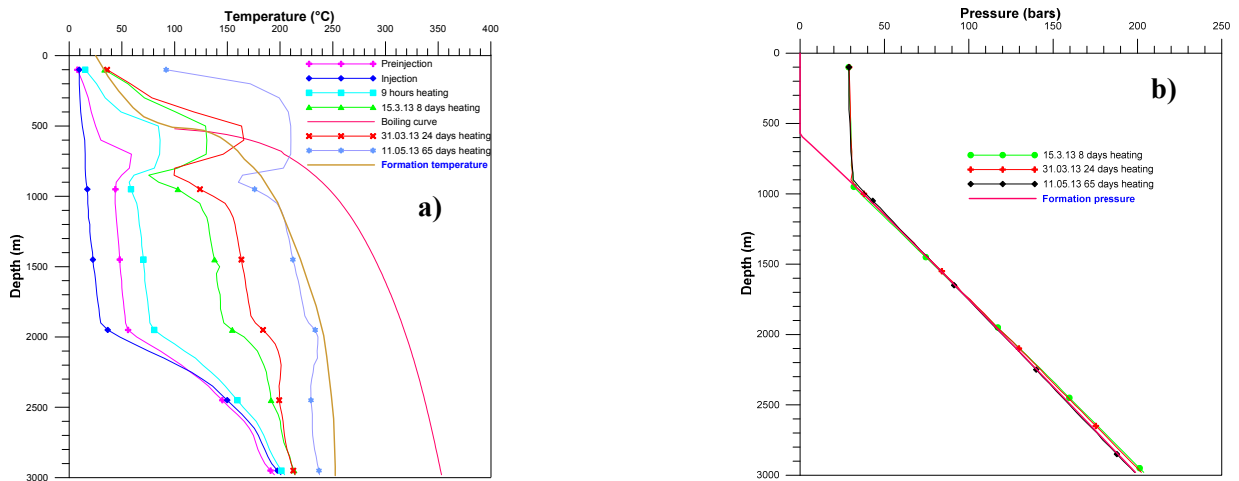 Temperature (°C)
0 50 100 150 200 250 300 350 400
0
500
1000
1500
2000
2500
3000
Depth (m)
Preinjection
Injection
9 hours heating
15.3.13 8 days heating
Boiling curve
31.03.13 24 days heating
11.05.13 65 days heating
Formation temperature
a)
Pressure (bars)
0 50 100 150 200 250
0
500
1000
1500
2000
2500
3000
Depth (m)
b)
15.3.13 8 days heating
31.03.13 24 days heating
11.05.13 65 days heating
Formation pressure